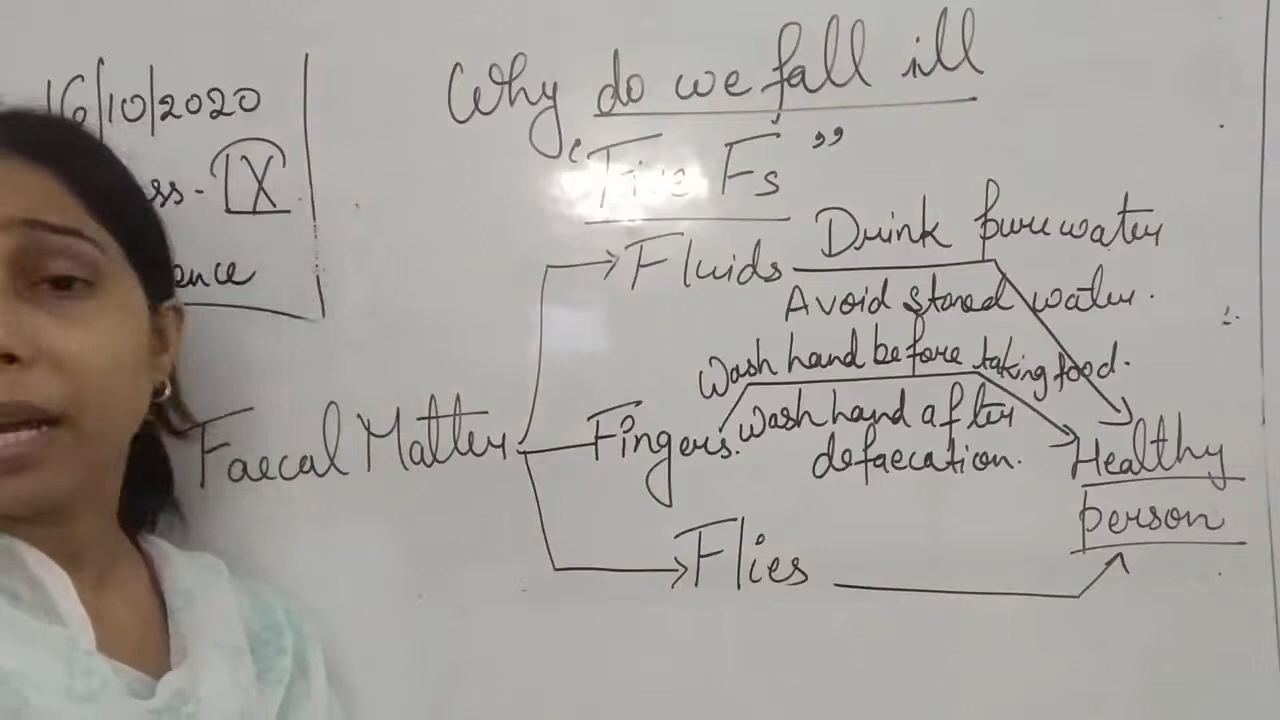 16/10/2020
ss - IX
ence
Why do we fall ill
"Five Fs"
Fluids
Drink pure water
Avoid stored water.
Wash hand before taking food.
Faecal Matter
Fingers.
Wash hand after
defaecation.
Healthy
person
Flies